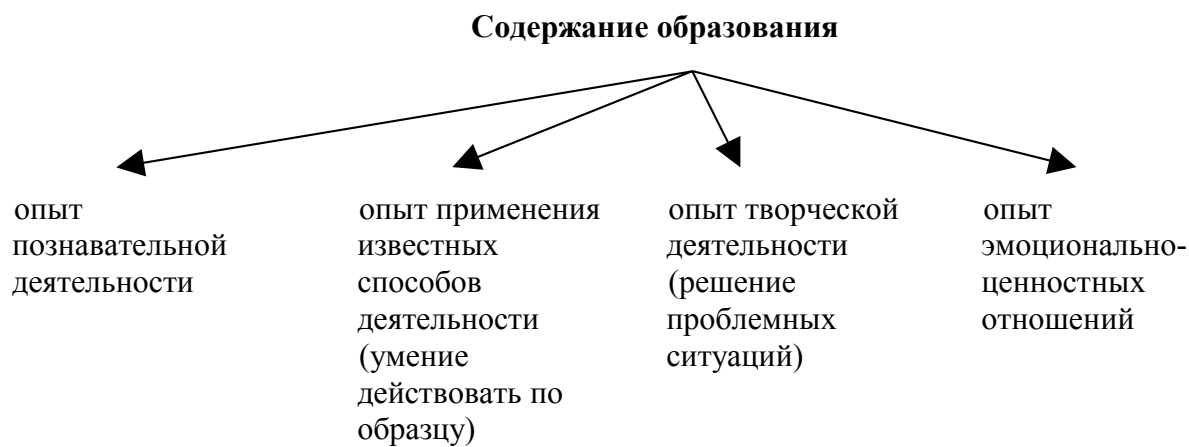 Содержание образования
опыт
познавательной
деятельности
опыт применения
известных
способов
деятельности
(умение
действовать по
образцу)
опыт творческой
деятельности
(решение
проблемных
ситуаций)
опыт
эмоционально-
ценностных
отношений